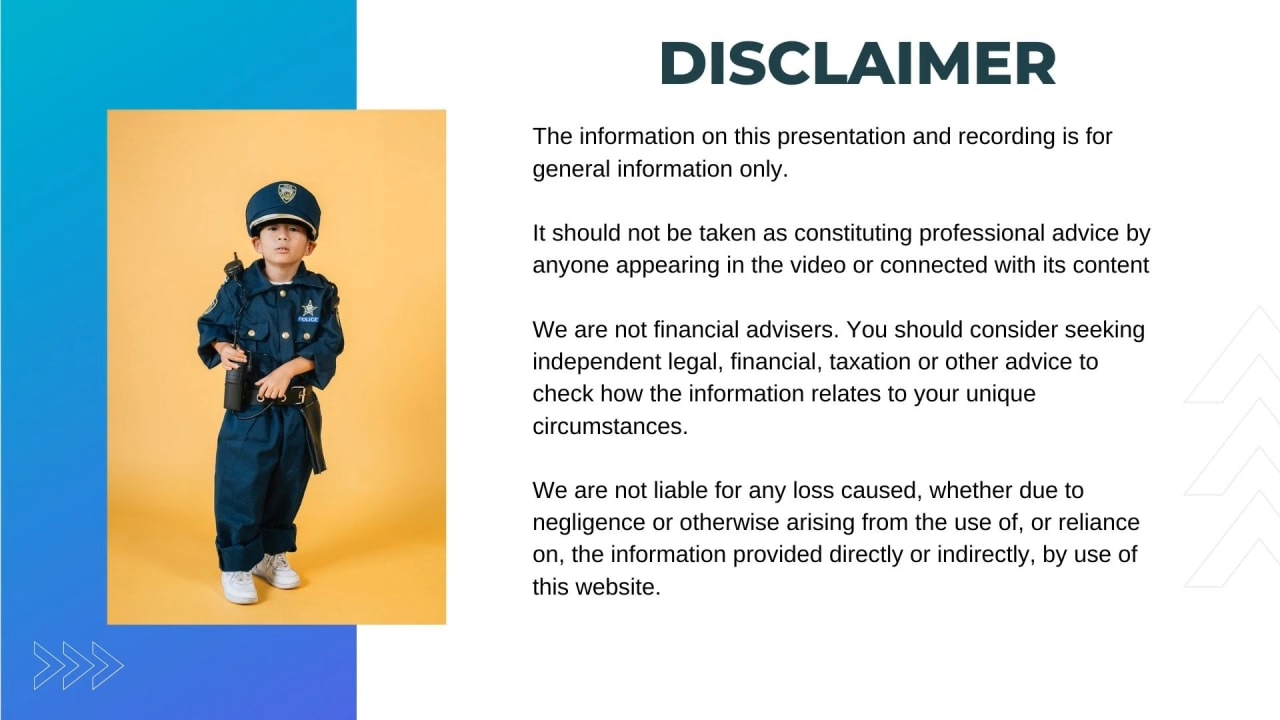 DISCLAIMER
The information on this presentation and recording is for
general information only.
It should not be taken as constituting professional advice by
anyone appearing in the video or connected with its content
We are not financial advisers. You should consider seeking
independent legal, financial, taxation or other advice to
check how the information relates to your unique
circumstances.
We are not liable for any loss caused, whether due to
negligence or otherwise arising from the use of, or reliance
on, the information provided directly or indirectly, by use of
this website.
POLICE